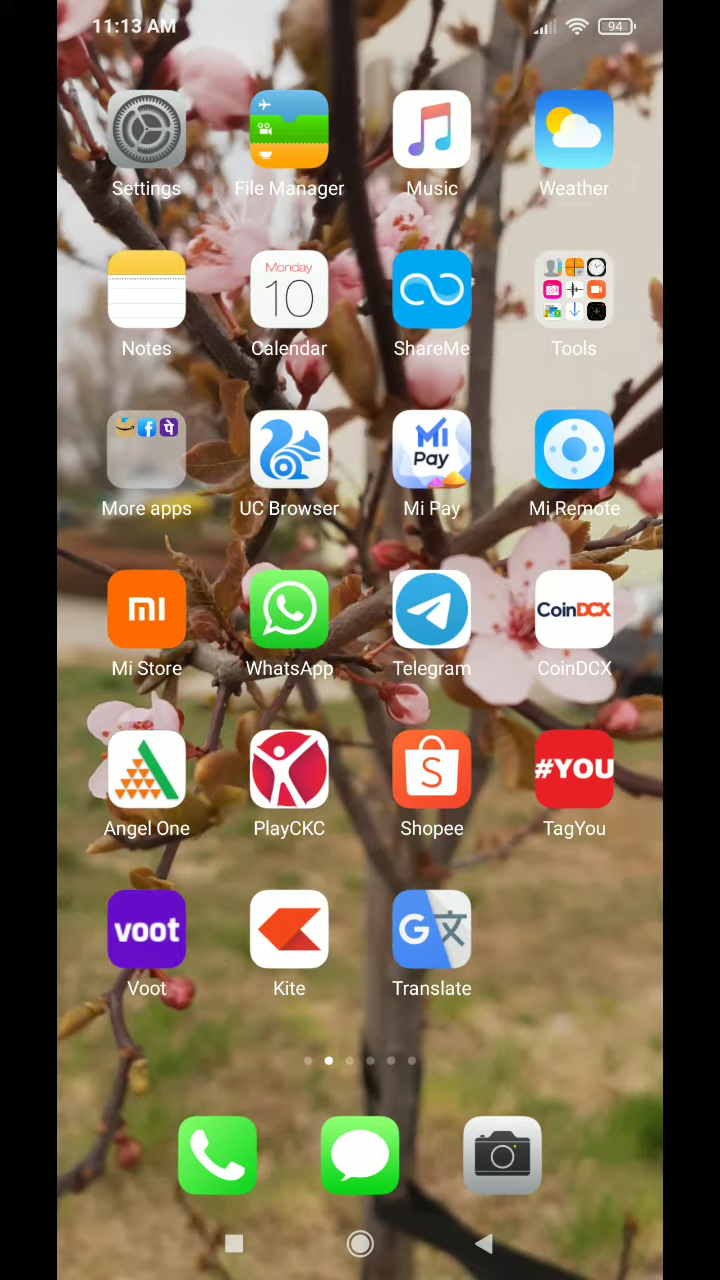 11:13 AM
94
Settings
File Manager
Music
Weather
Monday
10
Notes
Calendar
ShareMe
Tools
पे
Mi
Pay
More apps
UC Browser
Mi Pay
Mi Remote
mi
CoinDCX
Mi Store
WhatsApp
Telegram
CoinDCX
S
#YOU
Angel One
PlayCKC
Shopee
TagYou
voot
G文
Voot
Kite
Translate